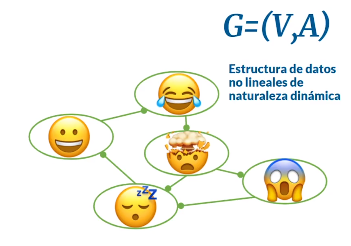 G=(V,A)
Estructura de datos
no lineales de
naturaleza dinámica
z
z
Z